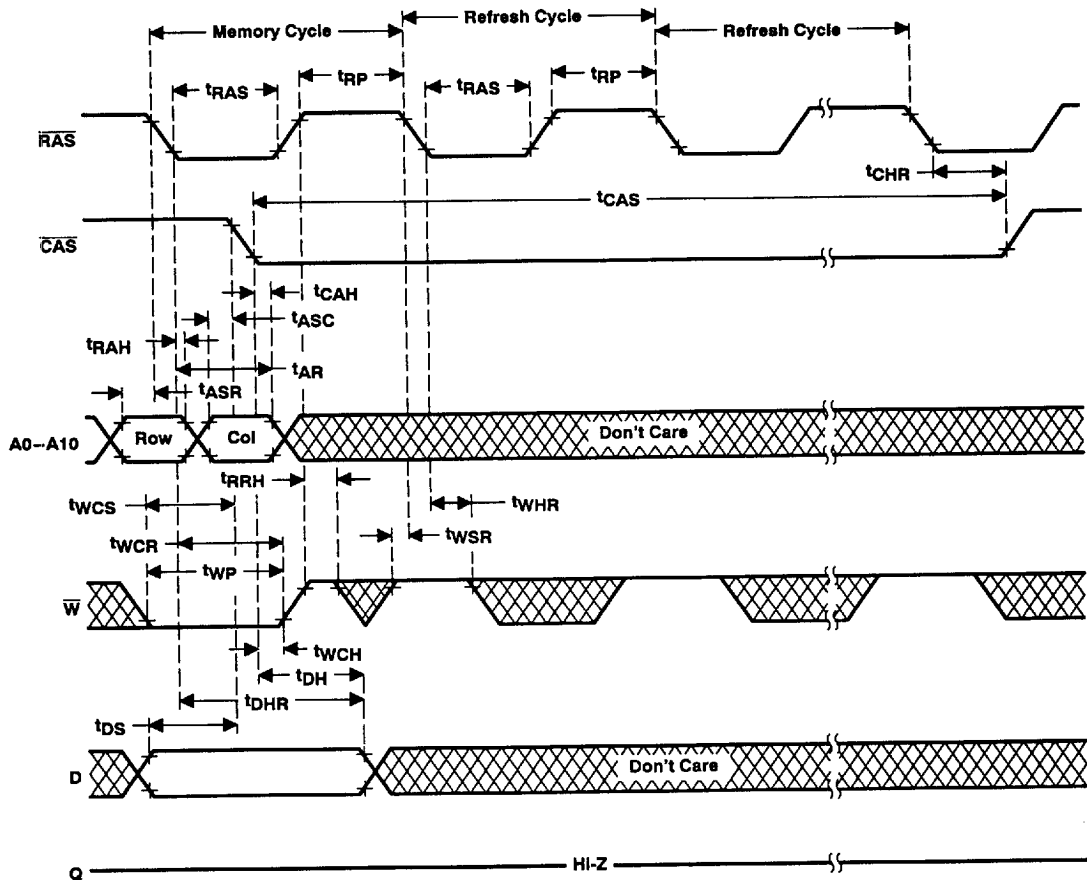 Memory Cycle
Refresh Cycle
Refresh Cycle
tRAS
tRP
tRAS
tRP
RAS
tCHR
tCAS
CAS
tCAH
tASC
tRAH
tAR
tASR
A0–A10
Row
Col
Don't Care
tRRH
tWCS
tWHR
tWSR
tWCR
tWP
W
tWCH
tDH
tDHR
tDS
D
Don't Care
Q
HI-Z